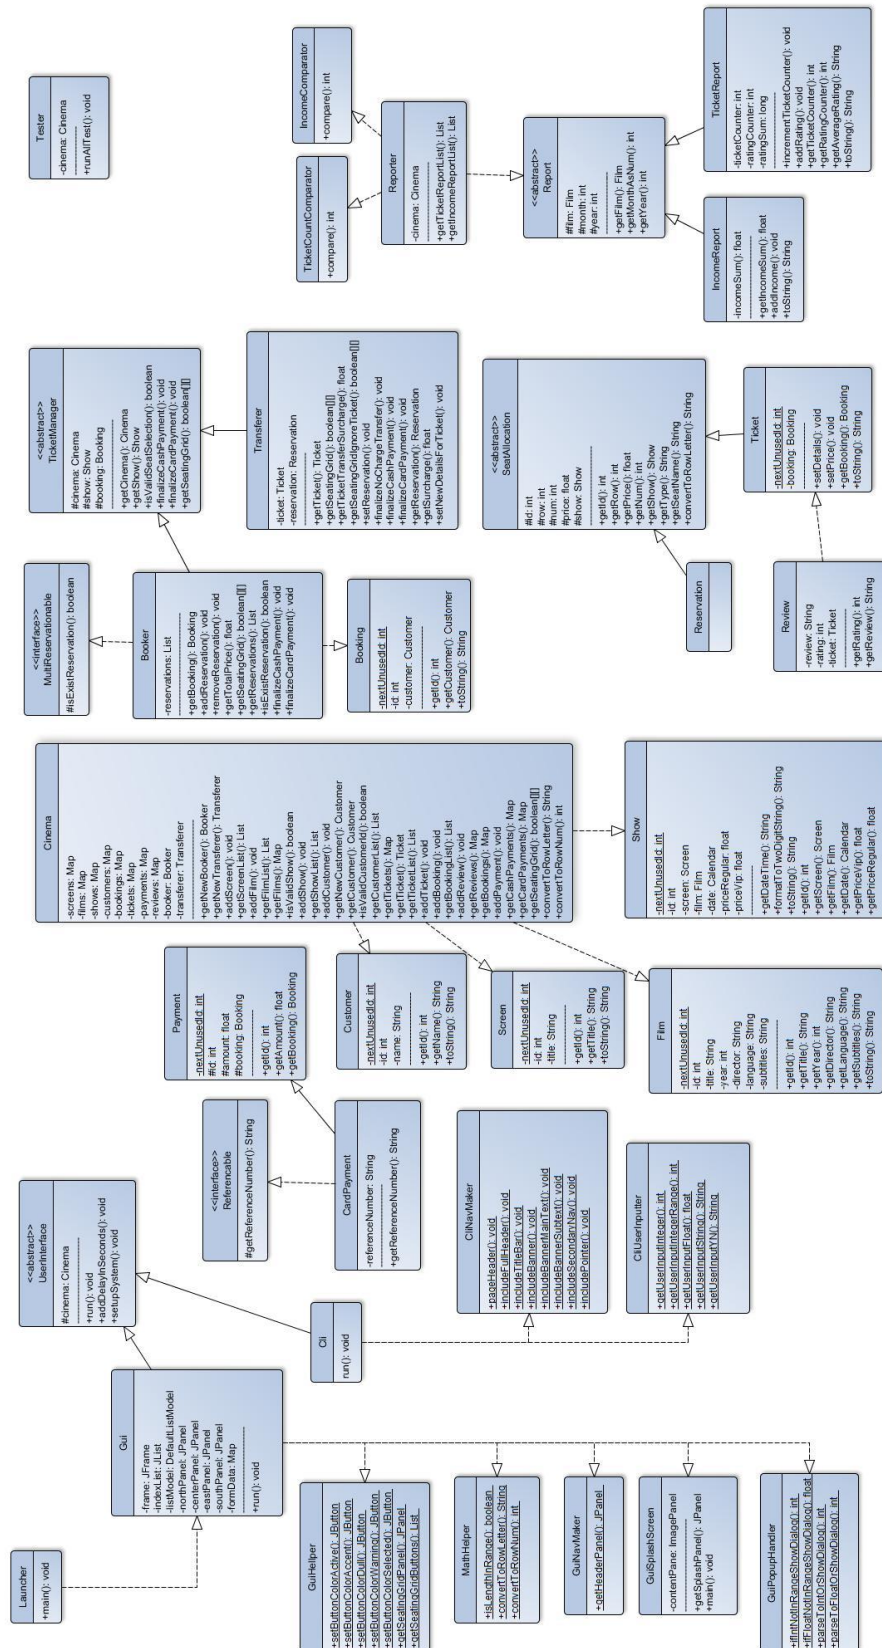 Launcher
+main(): void
Gui
-frame: JFrame
-indexList: JList
-listModel: DefaultListModel
-northPanel: JPanel
-centerPanel: JPanel
-eastPanel: JPanel
-southPanel: JPanel
-formData: Map
+run(): void
<<abstract>>
UserInterface
#cinema: Cinema
+run(): void
+addDelayInSeconds(): void
+setupSystem(): void
Cli
run(): void
GuiHelper
+setButtonColorActive(): JButton
+setButtonColorAccent(): JButton
+setButtonColorDull(): JButton
+setButtonColorWarning(): JButton
+setButtonColorSelected(): JButton
+getSeatingGridPanel(): JPanel
+getSeatingGridButtons(): List
MathHelper
+isLengthInRange(): boolean
+convertToRowLetter(): String
+convertToRowNum(): int
GuiNavMaker
+getHeaderPanel(): JPanel
GuiSplashScreen
-contentPane: ImagePanel
+getSplashPanel(): JPanel
+main(): void
GuiPopupHandler
+ifIntNotInRangeShowDialog(): int
+ifFloatNotInRangeShowDialog(): float
+parseToIntOrShowDialog(): int
+parseToFloatOrShowDialog(): int
CliNavMaker
+pageHeader(): void
+includeFullHeader(): void
+includeTitleBar(): void
+includeBanner(): void
+includeBannerMainText(): void
+includeBannerSubtext(): void
+includeSecondaryNav(): void
+includePointer(): void
CliUserInputter
+getUserInputInteger(): int
+getUserInputIntegerRange(): int
+getUserInputFloat(): float
+getUserInputString(): String
+getUserInputYN(): String
<<interface>>
Referencable
#getReferenceNumber(): String
CardPayment
-referenceNumber: String
+getReferenceNumber(): String
Payment
-nextUnusedId: int
#id: int
#amount: float
#booking: Booking
+getId(): int
+getAmount(): float
+getBooking(): Booking
Customer
-nextUnusedId: int
-id: int
-name: String
+getId(): int
+getName(): String
+toString(): String
Screen
-nextUnusedId: int
-id: int
-title: String
+getId(): int
+getTitle(): String
+toString(): String
Film
-nextUnusedId: int
-id: int
-title: String
-year: int
-director: String
-language: String
-subtitles: String
+getId(): int
+getTitle(): String
+getYear(): int
+getDirector(): String
+getLanguage(): String
+getSubtitles(): String
+toString(): String
Cinema
-screens: Map
-films: Map
-shows: Map
-customers: Map
-bookings: Map
-tickets: Map
-payments: Map
-reviews: Map
-booker: Booker
-transferer: Transferer
+getNewBooker(): Booker
+getNewTransferer(): Transferer
+addScreen(): void
+getScreenList(): List
+addFilm(): void
+getFilmList(): List
+getFilms(): Map
+isValidShow(): boolean
+addShow(): void
+getShowList(): List
+addCustomer(): void
+getNewCustomer(): Customer
+getCustomer(): Customer
+isValidCustomerId(): boolean
+getCustomerList(): List
+getTickets(): Map
+getTicket(): Ticket
+getTicketList(): List
+addTicket(): void
+addBooking(): void
+getBookingList(): List
+addReview(): void
+getReviews(): Map
+getBookings(): Map
+addPayment(): void
+getCashPayments(): Map
+getCardPayments(): Map
+getSeatingGrid(): boolean[][]
+convertToRowLetter(): String
+convertToRowNum(): int
Show
-nextUnusedId: int
-id: int
-screen: Screen
-film: Film
-date: Calendar
-priceRegular: float
-priceVip: float
+getDateTime(): String
+formatToTwoDigitString(): String
+toString(): String
+getId(): int
+getScreen(): Screen
+getFilm(): Film
+getDate(): Calendar
+getPriceVip(): float
+getPriceRegular(): float
<<interface>>
MultiReservationable
#isExistReservation(): boolean
Booker
-reservations: List
+getBooking(): Booking
+addReservation(): void
+removeReservation(): void
+getTotalPrice(): float
+getSeatingGrid(): boolean[][]
+getReservations(): List
+isExistReservation(): boolean
+finalizeCashPayment(): void
+finalizeCardPayment(): void
Booking
-nextUnusedId: int
-id: int
-customer: Customer
+getId(): int
+getCustomer(): Customer
+toString(): String
<<abstract>>
TicketManager
#cinema: Cinema
#show: Show
#booking: Booking
+getCinema(): Cinema
+getShow(): Show
+isValidSeatSelection(): boolean
+finalizeCashPayment(): void
+finalizeCardPayment(): void
+getSeatingGrid(): boolean[][]
Transferer
-ticket: Ticket
-reservation: Reservation
+getTicket(): Ticket
+getSeatingGrid(): boolean[][]
+getTicketTransferSurcharge(): float
+getSeatingGridIgnoreTicket(): boolean[][]
+setReservation(): void
+finalizeNoChargeTransfer(): void
+finalizeCashPayment(): void
+finalizeCardPayment(): void
+getReservation(): Reservation
+getSurcharge(): float
+setNewDetailsForTicket(): void
<<abstract>>
SeatAllocation
#id: int
#row: int
#num: int
#price: float
#show: Show
+getId(): int
+getRow(): int
+getPrice(): float
+getNum(): int
+getShow(): Show
+getType(): String
+getSeatName(): String
+convertToRowLetter(): String
Reservation
Ticket
-nextUnusedId: int
-booking: Booking
+setDetails(): void
+setPrice(): void
+getBooking(): Booking
+toString(): String
Review
-review: String
-rating: int
-ticket: Ticket
+getRating(): int
+getReview(): String
Tester
-cinema: Cinema
+runAllTest(): void
TicketCountComparator
+compare(): int
IncomeComparator
+compare(): int
Reporter
-cinema: Cinema
+getTicketReportList(): List
+getIncomeReportList(): List
<<abstract>>
Report
#film: Film
#month: int
#year: int
+getFilm(): Film
+getMonthAsNum(): int
+getYear(): int
IncomeReport
-incomeSum(): float
+getIncomeSum(): float
+addIncome(): void
+toString(): String
TicketReport
-ticketCounter: int
-ratingCounter: int
-ratingSum: long
+incrementTicketCounter(): void
+addRating(): void
+getTicketCounter(): int
+getRatingCounter(): int
+getAverageRating(): String
+toString(): String